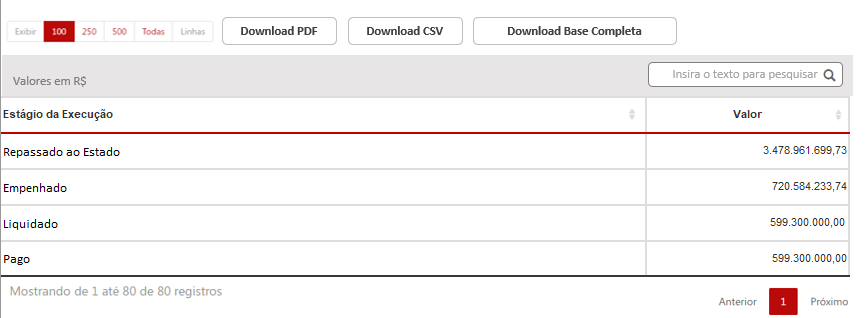 Exibir 100 250 500 Todas Linhas Download PDF Download CSV Download Base Completa
Valores em R$ Insira o texto para pesquisar
Estágio da Execução Valor
Repassado ao Estado 3.478.961.699,73
Empenhado 720.584.233,74
Liquidado 599.300.000,00
Pago 599.300.000,00
Mostrando de 1 até 80 de 80 registros
Anterior 1 Próximo